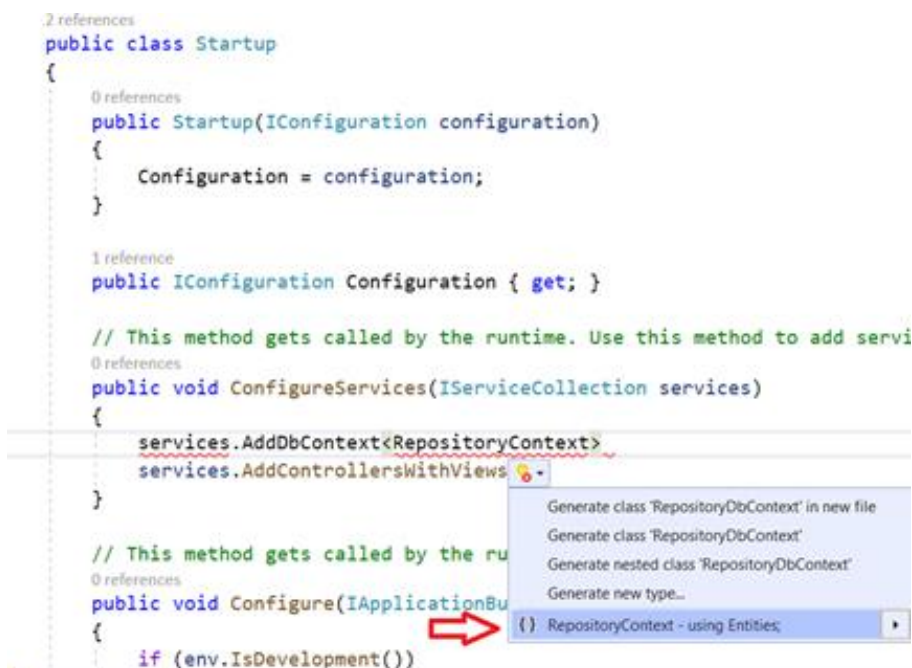 2 references
public class Startup
{
0 references
public Startup(IConfiguration configuration)
{
Configuration = configuration;
}
1 reference
public IConfiguration Configuration { get; }
// This method gets called by the runtime. Use this method to add servi
0 references
public void ConfigureServices(IServiceCollection services)
{
services.AddDbContext<RepositoryContext>
services.AddControllersWithViews
}
Generate class 'RepositoryDbContext' in new file
Generate class 'RepositoryDbContext'
Generate nested class 'RepositoryDbContext'
Generate new type...
{ } RepositoryContext - using Entities;
// This method gets called by the ru
0 references
public void Configure(IApplicationBu
{
if (env.IsDevelopment())